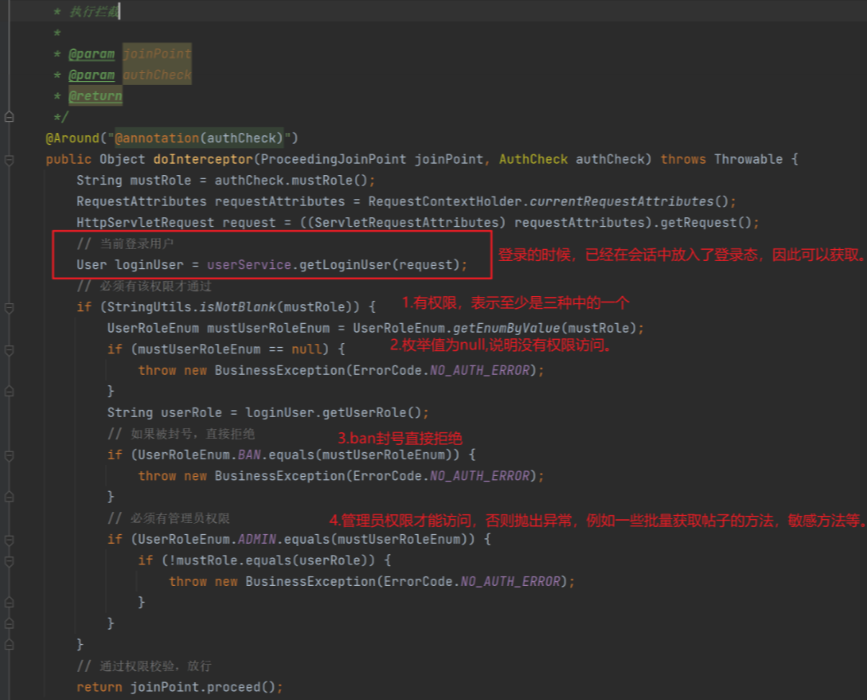 * 执行拦截
*
* @param joinPoint
* @param authCheck
* @return
*/
@Around("@annotation(authCheck)")
public Object doInterceptor(ProceedingJoinPoint joinPoint, AuthCheck authCheck) throws Throwable {
String mustRole = authCheck.mustRole();
RequestAttributes requestAttributes = RequestContextHolder.currentRequestAttributes();
HttpServletRequest request = ((ServletRequestAttributes) requestAttributes).getRequest();
// 当前登录用户
User loginUser = userService.getLoginUser(request); 登录的时候，已经在会话中放入了登录态，因此可以获取。
// 必须有该权限才通过
if (StringUtils.isNotBlank(mustRole)) { 1.有权限，表示至少是三种中的一个
UserRoleEnum mustUserRoleEnum = UserRoleEnum.getEnumByValue(mustRole);
if (mustUserRoleEnum == null) { 2.枚举值为null,说明没有权限访问。
throw new BusinessException(ErrorCode.NO_AUTH_ERROR);
}
String userRole = loginUser.getUserRole();
// 如果被封号，直接拒绝 3.ban封号直接拒绝
if (UserRoleEnum.BAN.equals(mustUserRoleEnum)) {
throw new BusinessException(ErrorCode.NO_AUTH_ERROR);
}
// 必须有管理员权限 4.管理员权限才能访问，否则抛出异常，例如一些批量获取帖子的方法，敏感方法等。
if (UserRoleEnum.ADMIN.equals(mustUserRoleEnum)) {
if (!mustRole.equals(userRole)) {
throw new BusinessException(ErrorCode.NO_AUTH_ERROR);
}
}
}
// 通过权限校验，放行
return joinPoint.proceed();